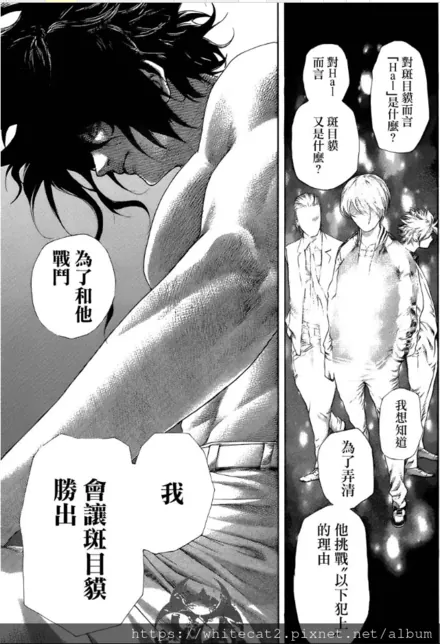 對斑目貘而言
「Hal」是什麼？
對Hal
而言
斑目貘
又是什麼？
我想知道
為了弄清
他挑戰〝以下犯上〞
的理由
為了和他
戰鬥
我
會讓斑目貘
勝出
https://whitecat2.pixnet.net/album